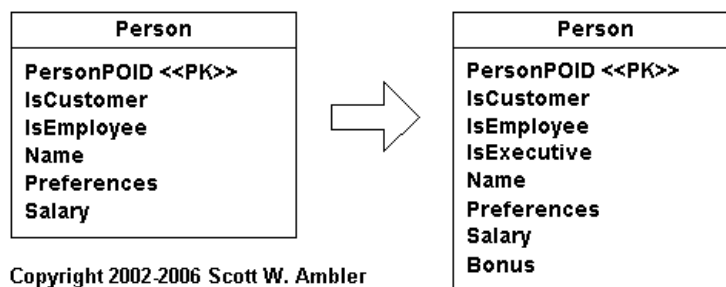 Person
PersonPOID <<PK>>
IsCustomer
IsEmployee
Name
Preferences
Salary
Person
PersonPOID <<PK>>
IsCustomer
IsEmployee
IsExecutive
Name
Preferences
Salary
Bonus
Copyright 2002-2006 Scott W. Ambler